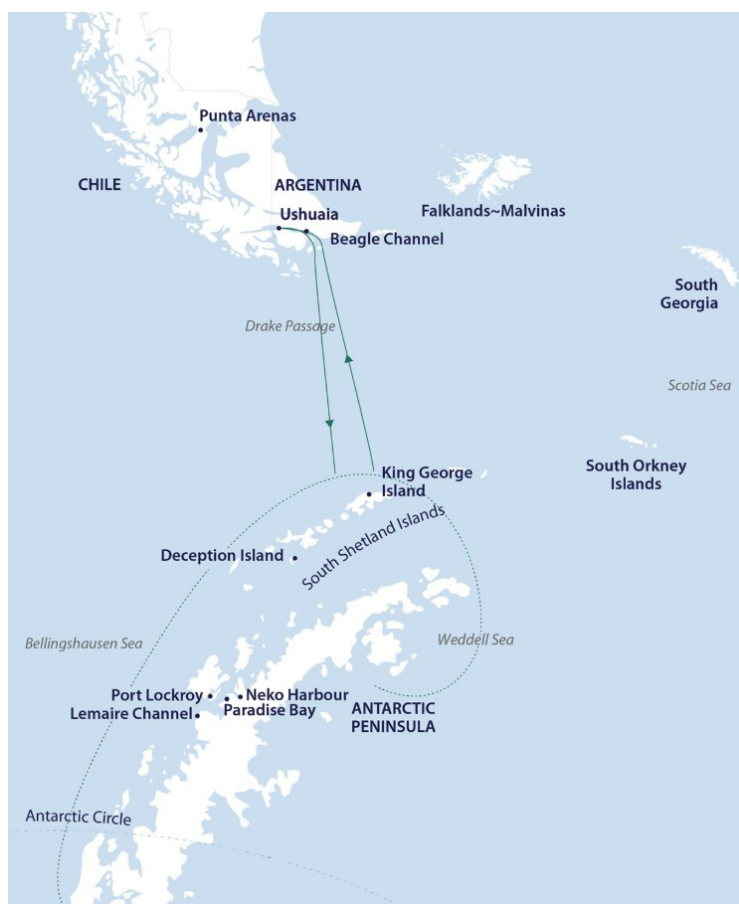 Punta Arenas
CHILE
ARGENTINA
Ushuaia
Falklands~Malvinas
Beagle Channel
South
Georgia
Drake Passage
Scotia Sea
King George
Island
South Orkney
Islands
South Shetland Islands
Deception Island
Bellingshausen Sea
Weddell Sea
Port Lockroy
Neko Harbour
Lemaire Channel
Paradise Bay
ANTARCTIC
PENINSULA
Antarctic Circle